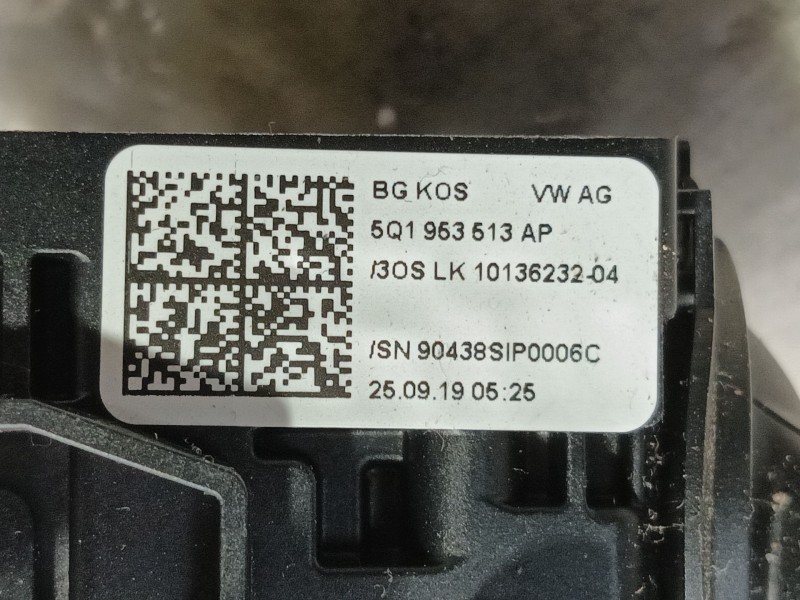 BG KOS VW AG
5Q1 953 513 AP
/3OS LK 10136232-04
/SN 90438SIP0006C
25.09.19 05:25